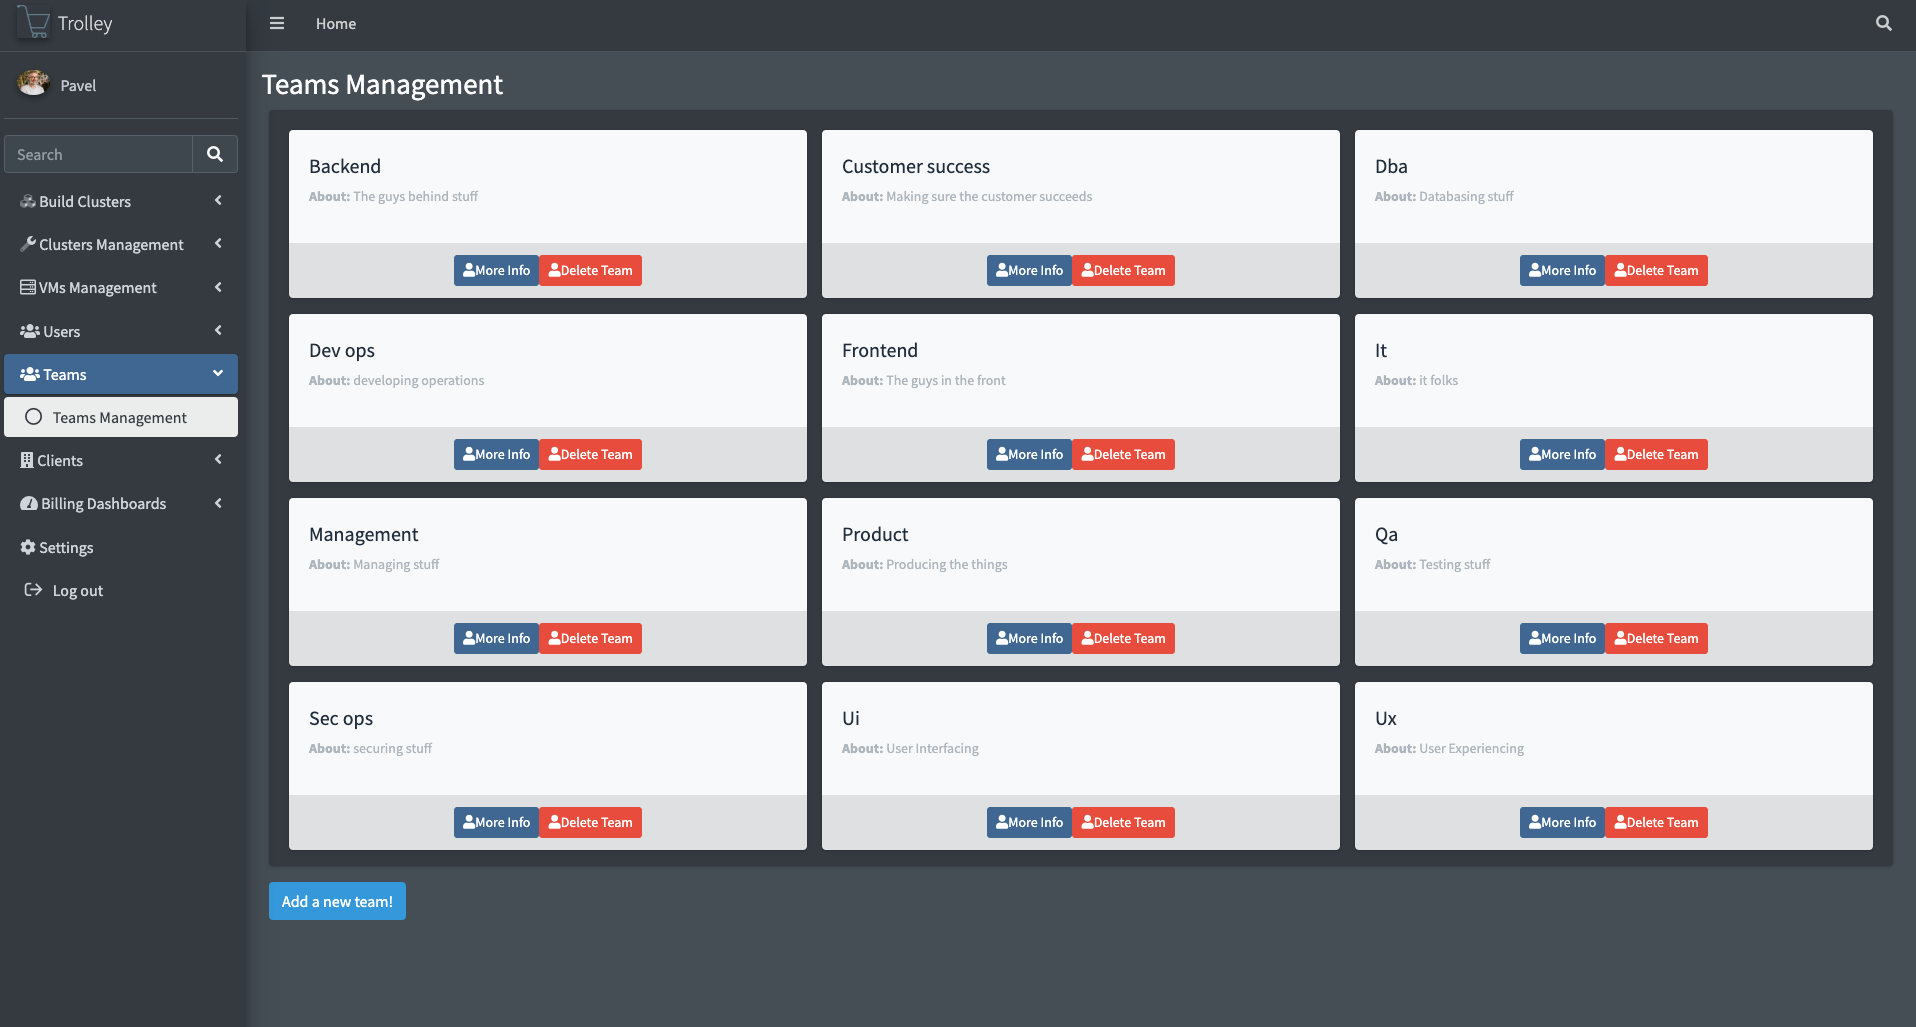 Trolley
Home
Pavel
Search
Build Clusters
Clusters Management
VMs Management
Users
Teams
Teams Management
Clients
Billing Dashboards
Settings
Log out
Teams Management
Backend
About: The guys behind stuff
More Info Delete Team
Customer success
About: Making sure the customer succeeds
More Info Delete Team
Dba
About: Databasing stuff
More Info Delete Team
Dev ops
About: developing operations
More Info Delete Team
Frontend
About: The guys in the front
More Info Delete Team
It
About: it folks
More Info Delete Team
Management
About: Managing stuff
More Info Delete Team
Product
About: Producing the things
More Info Delete Team
Qa
About: Testing stuff
More Info Delete Team
Sec ops
About: securing stuff
More Info Delete Team
Ui
About: User Interfacing
More Info Delete Team
Ux
About: User Experiencing
More Info Delete Team
Add a new team!